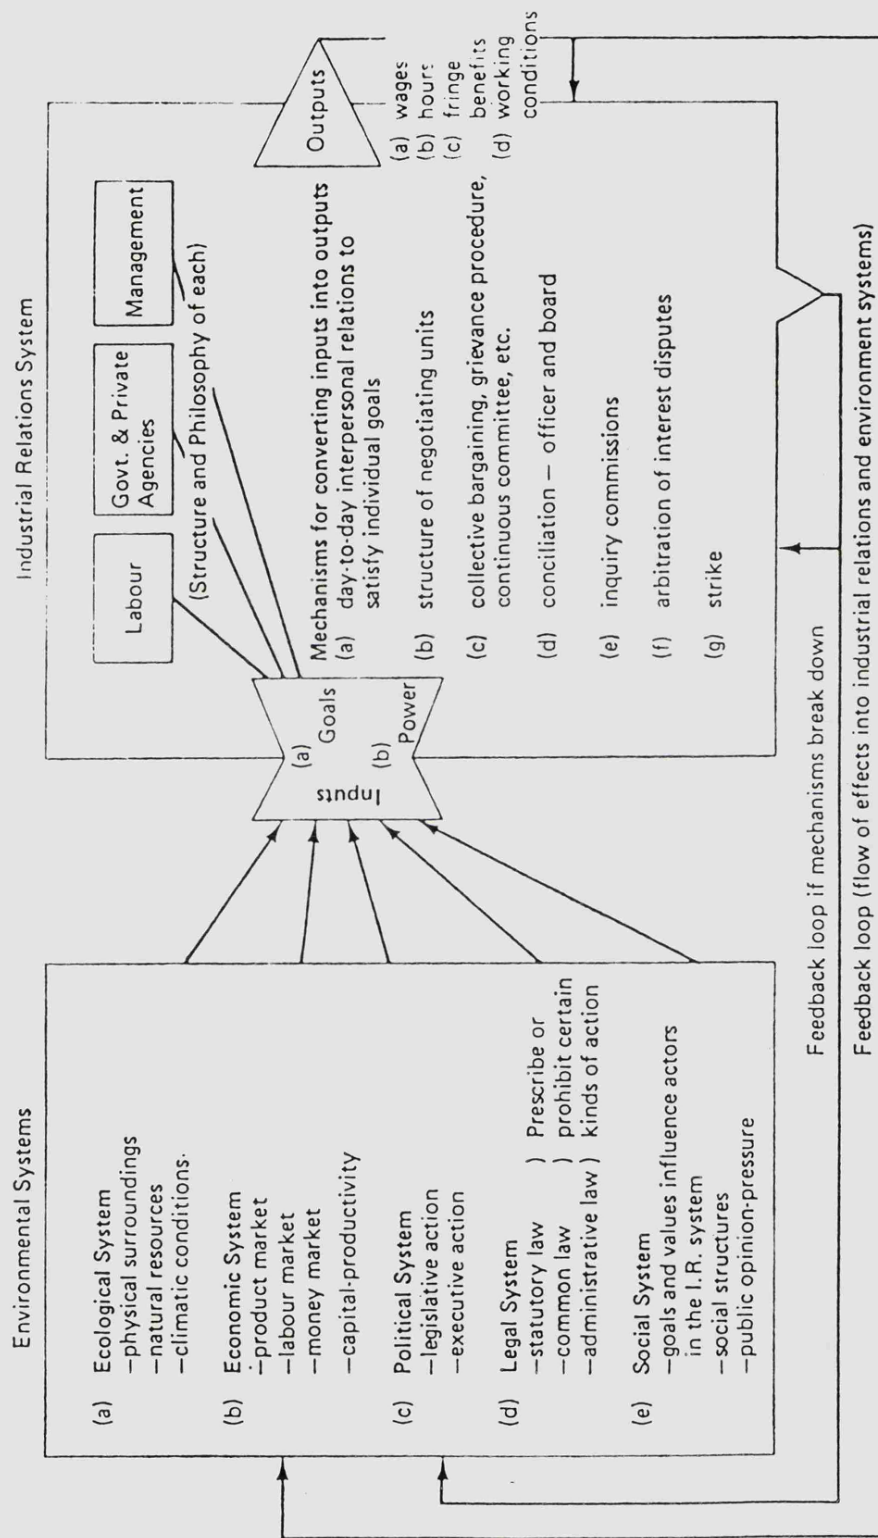 Environmental Systems
(a) Ecological System
—physical surroundings
—natural resources
—climatic conditions.
(b) Economic System
—product market
—labour market
—money market
—capital-productivity
(c) Political System
—legislative action
—executive action
(d) Legal System
—statutory law ) Prescribe or
—common law ) prohibit certain
—administrative law ) kinds of action
(e) Social System
—goals and values influence actors
in the I.R. system
—social structures
—public opinion-pressure
Inputs
(a)
Goals
(b)
Power
Industrial Relations System
Labour
Govt. & Private
Agencies
Management
(Structure and Philosophy of each)
Mechanisms for converting inputs into outputs
(a) day-to-day interpersonal relations to
satisfy individual goals
(b) structure of negotiating units
(c) collective bargaining, grievance procedure,
continuous committee, etc.
(d) conciliation — officer and board
(e) inquiry commissions
(f) arbitration of interest disputes
(g) strike
Outputs
(a) wages
(b) hours
(c) fringe
benefits
(d) working
conditions
Feedback loop if mechanisms break down
Feedback loop (flow of effects into industrial relations and environment systems)